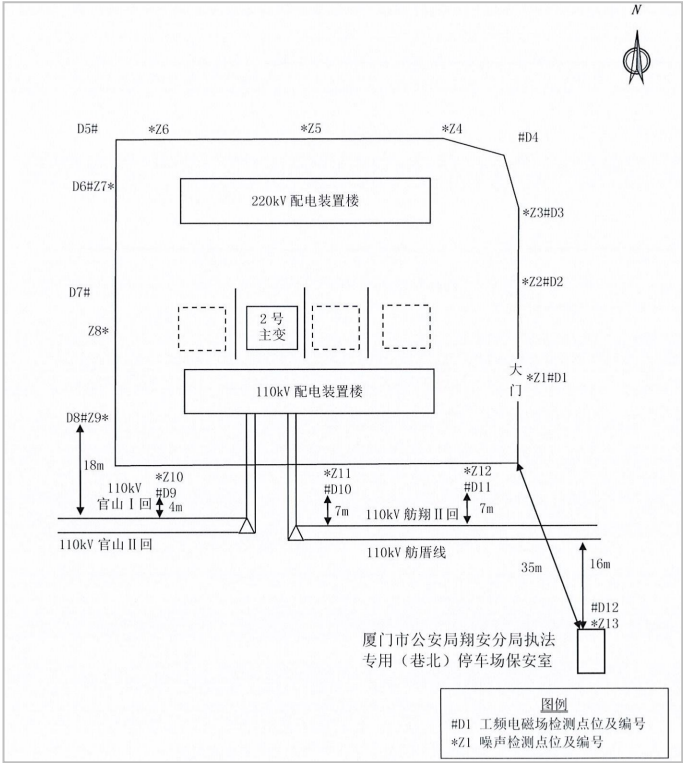 N
D5#
*Z6
*Z5
*Z4
#D4
D6#Z7*
220kV 配电装置楼
*Z3#D3
D7#
*Z2#D2
Z8*
2 号
主变
大
门
*Z1#D1
110kV 配电装置楼
D8#Z9*
18m
110kV
官山Ⅰ回
*Z10
#D9
4m
*Z11
#D10
7m
*Z12
#D11
7m
110kV 舫翔Ⅱ回
110kV 官山Ⅱ回
110kV 舫厝线
35m
16m
#D12
*Z13
厦门市公安局翔安分局执法
专用（巷北）停车场保安室
图例
#D1 工频电磁场检测点位及编号
*Z1 噪声检测点位及编号